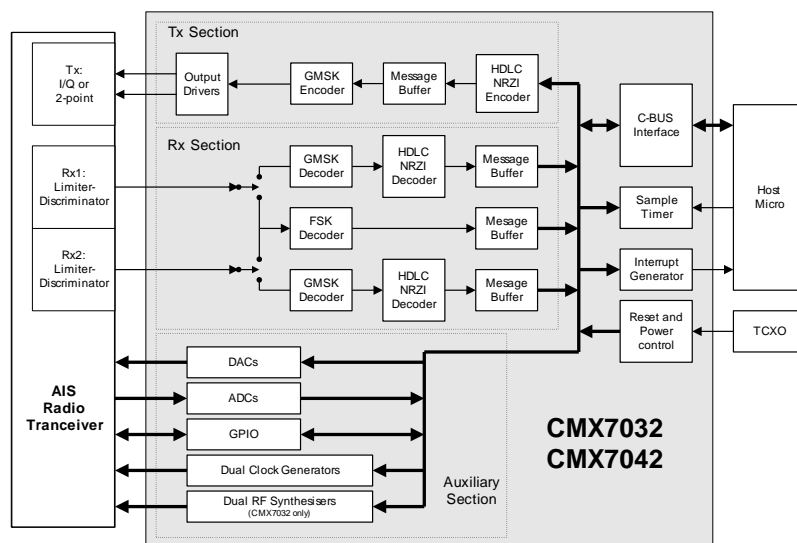 Tx Section
Tx:
I/Q or
2-point
Output
Drivers
GMSK
Encoder
Message
Buffer
HDLC
NRZI
Encoder
C-BUS
Interface
Rx Section
Rx1:
Limiter-
Discriminator
GMSK
Decoder
HDLC
NRZI
Decoder
Message
Buffer
Host
Micro
Sample
Timer
FSK
Decoder
Message
Buffer
Rx2:
Limiter-
Discriminator
GMSK
Decoder
HDLC
NRZI
Decoder
Message
Buffer
Interrupt
Generator
Reset and
Power
control
TCXO
AIS
Radio
Tranceiver
DACs
ADCs
GPIO
Dual Clock Generators
Dual RF Synthesisers
(CMX7032 only)
Auxiliary
Section
CMX7032
CMX7042